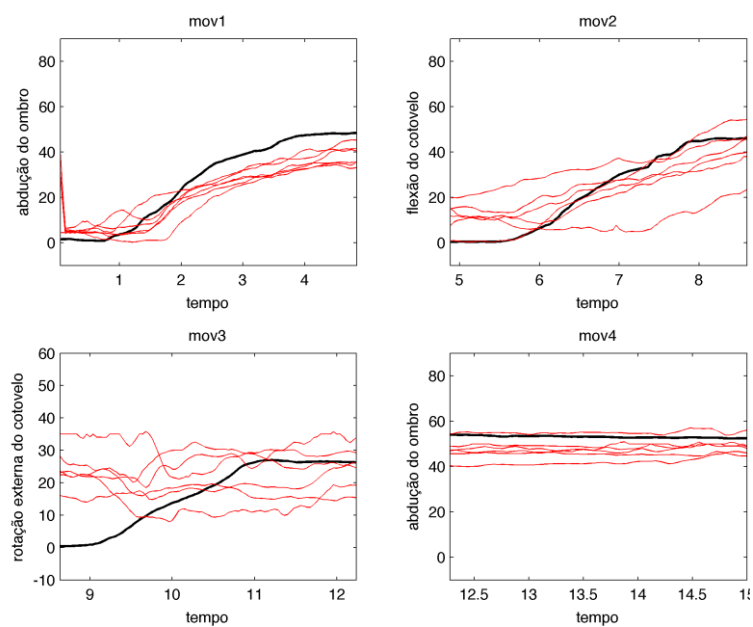 mov1
abdução do ombro
80
60
40
20
0
1 2 3 4
tempo
mov2
flexão do cotovelo
80
60
40
20
0
5 6 7 8
tempo
mov3
rotação externa do cotovelo
60
50
40
30
20
10
0
-10
9 10 11 12
tempo
mov4
abdução do ombro
80
60
40
20
0
12.5 13 13.5 14 14.5 15
tempo